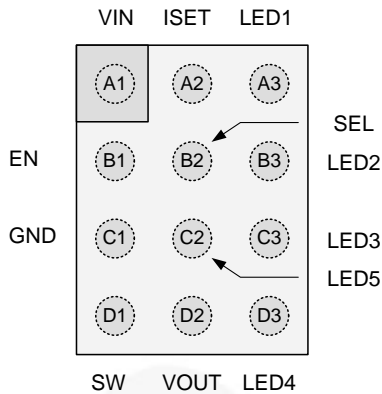 VIN ISET LED1
A1 A2 A3
SEL
EN B1 B2 B3 LED2
GND C1 C2 C3 LED3
LED5
D1 D2 D3
SW VOUT LED4